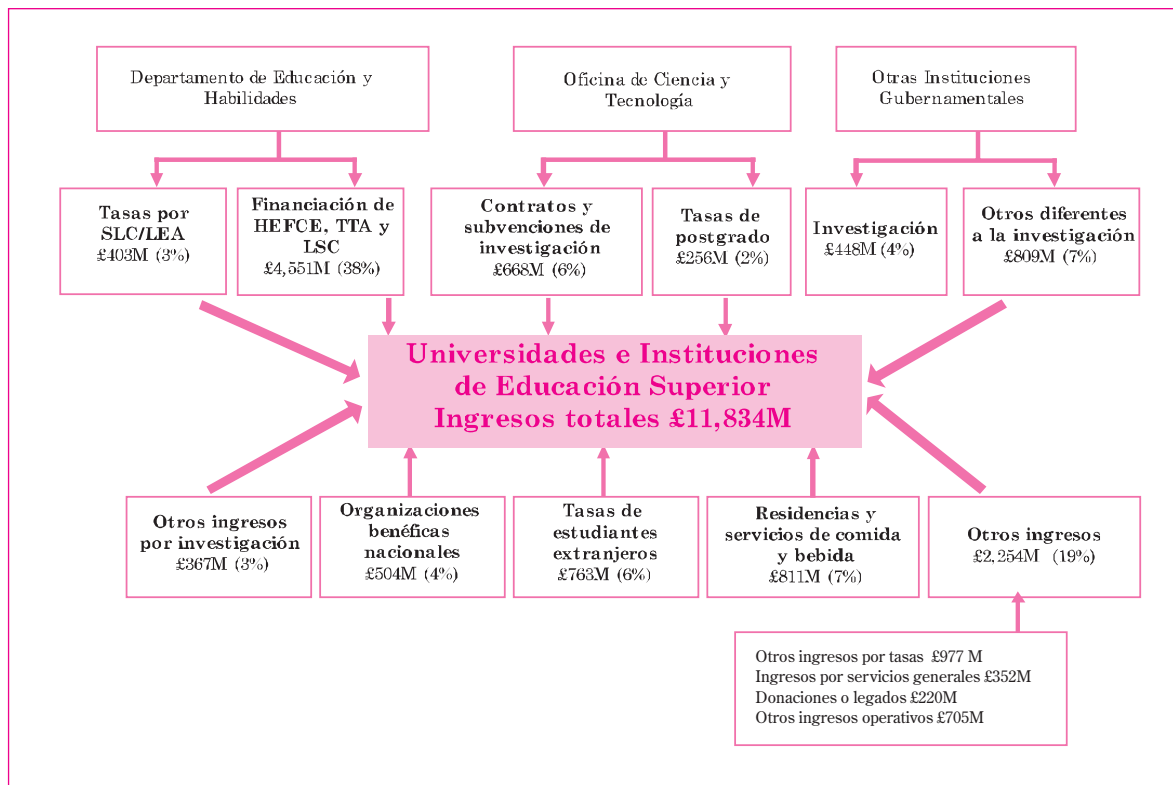 Departamento de Educación y
Habilidades
Oficina de Ciencia y
Tecnología
Otras Instituciones
Gubernamentales
Tasas por
SLC/LEA
£403M (3%)
Financiación de
HEFCE, TTA y
LSC
£4,551M (38%)
Contratos y
subvenciones de
investigación
£668M (6%)
Tasas de
postgrado
£256M (2%)
Investigación
£448M (4%)
Otros diferentes
a la investigación
£809M (7%)
Universidades e Instituciones
de Educación Superior
Ingresos totales £11,834M
Otros ingresos
por investigación
£367M (3%)
Organizaciones
benéficas
nacionales
£504M (4%)
Tasas de
estudiantes
extranjeros
£763M (6%)
Residencias y
servicios de comida
y bebida
£811M (7%)
Otros ingresos
£2,254M (19%)
Otros ingresos por tasas £977 M
Ingresos por servicios generales £352M
Donaciones o legados £220M
Otros ingresos operativos £705M